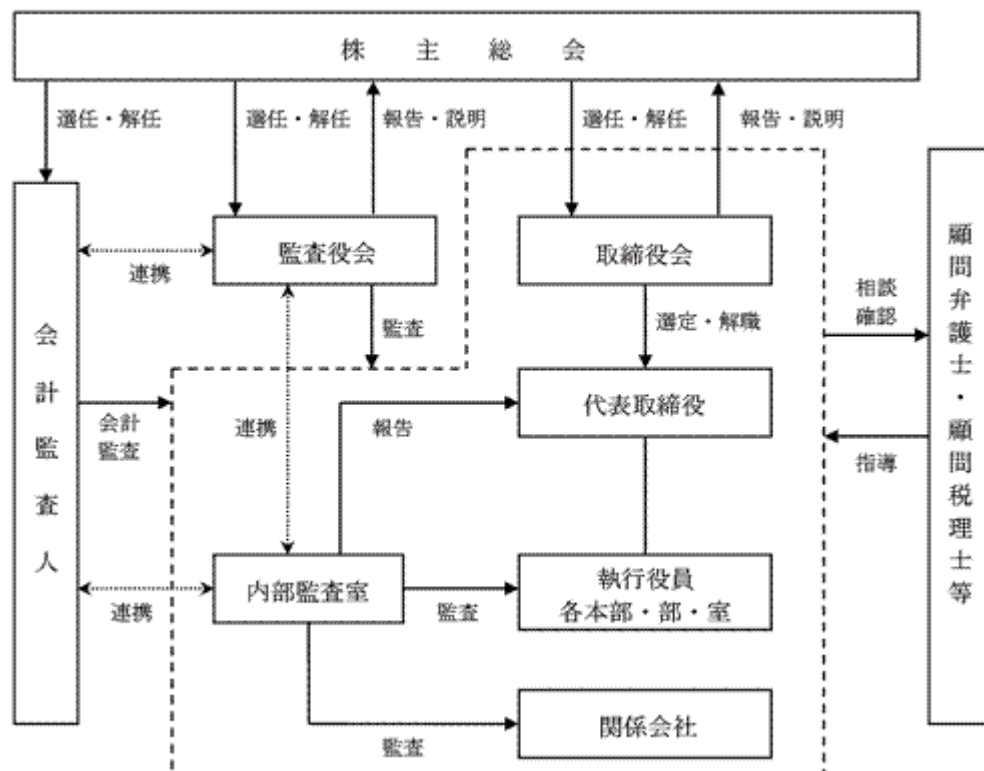 株主総会
選任・解任
選任・解任
報告・説明
選任・解任
報告・説明
監査役会
取締役会
連携
監査
選定・解職
相談
確認
会計監査人
顧問弁護士・顧問税理士等
代表取締役
会計
監査
連携
報告
指導
内部監査室
執行役員
各本部・部・室
連携
監査
関係会社
監査